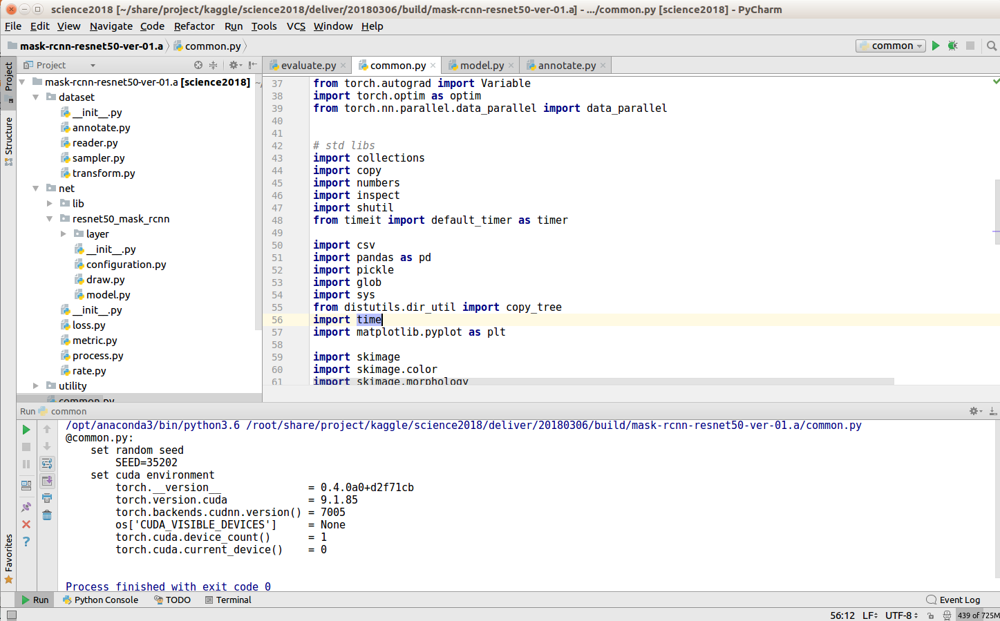 science2018 [~/share/project/kaggle/science2018/deliver/20180306/build/mask-rcnn-resnet50-ver-01.a] - .../common.py [science2018] - PyCharm
File Edit View Navigate Code Refactor Run Tools VCS Window Help
mask-rcnn-resnet50-ver-01.a common.py common
Project evaluate.py common.py model.py annotate.py
Project
Structure
Favorites
mask-rcnn-resnet50-ver-01.a [science2018] ~/
dataset
__init__.py
annotate.py
reader.py
sampler.py
transform.py
net
lib
resnet50_mask_rcnn
layer
__init__.py
configuration.py
draw.py
model.py
__init__.py
loss.py
metric.py
process.py
rate.py
utility
common.py
37 from torch.autograd import Variable
38 import torch.optim as optim
39 from torch.nn.parallel.data_parallel import data_parallel
40
41
42 # std libs
43 import collections
44 import copy
45 import numbers
46 import inspect
47 import shutil
48 from timeit import default_timer as timer
49
50 import csv
51 import pandas as pd
52 import pickle
53 import glob
54 import sys
55 from distutils.dir_util import copy_tree
56 import time
57 import matplotlib.pyplot as plt
58
59 import skimage
60 import skimage.color
61 import skimage.morphology
Run common
/opt/anaconda3/bin/python3.6 /root/share/project/kaggle/science2018/deliver/20180306/build/mask-rcnn-resnet50-ver-01.a/common.py
@common.py:
set random seed
SEED=35202
set cuda environment
torch.__version__ = 0.4.0a0+d2f71cb
torch.version.cuda = 9.1.85
torch.backends.cudnn.version() = 7005
os['CUDA_VISIBLE_DEVICES'] = None
torch.cuda.device_count() = 1
torch.cuda.current_device() = 0
Process finished with exit code 0
Run Python Console TODO Terminal Event Log
56:12 LF UTF-8 439 of 725M